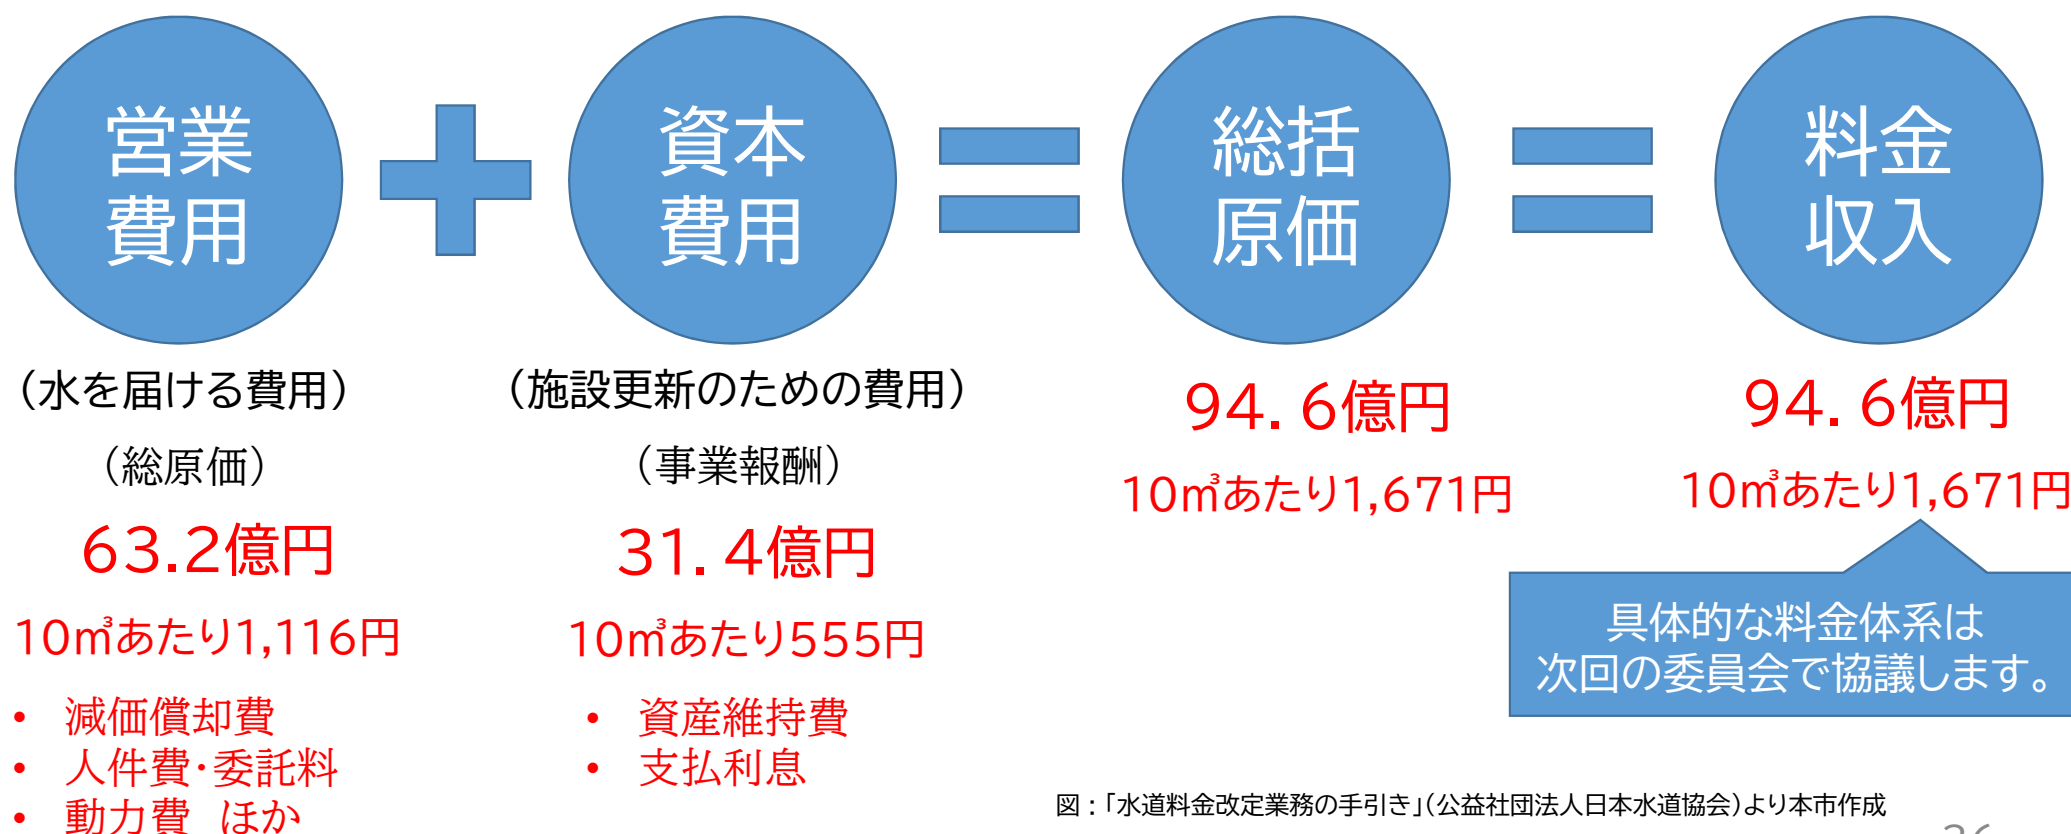 営業
費用
資本
費用
総括
原価
料金
収入
（水を届ける費用）
（総原価）
63.2億円
10㎥あたり1,116円
• 減価償却費
• 人件費・委託料
• 動力費　ほか
（施設更新のための費用）
（事業報酬）
31.4億円
10㎥あたり555円
• 資産維持費
• 支払利息
94.6億円
10㎥あたり1,671円
94.6億円
10㎥あたり1,671円
具体的な料金体系は
次回の委員会で協議します。
図：「水道料金改定業務の手引き」（公益社団法人日本水道協会）より本市作成